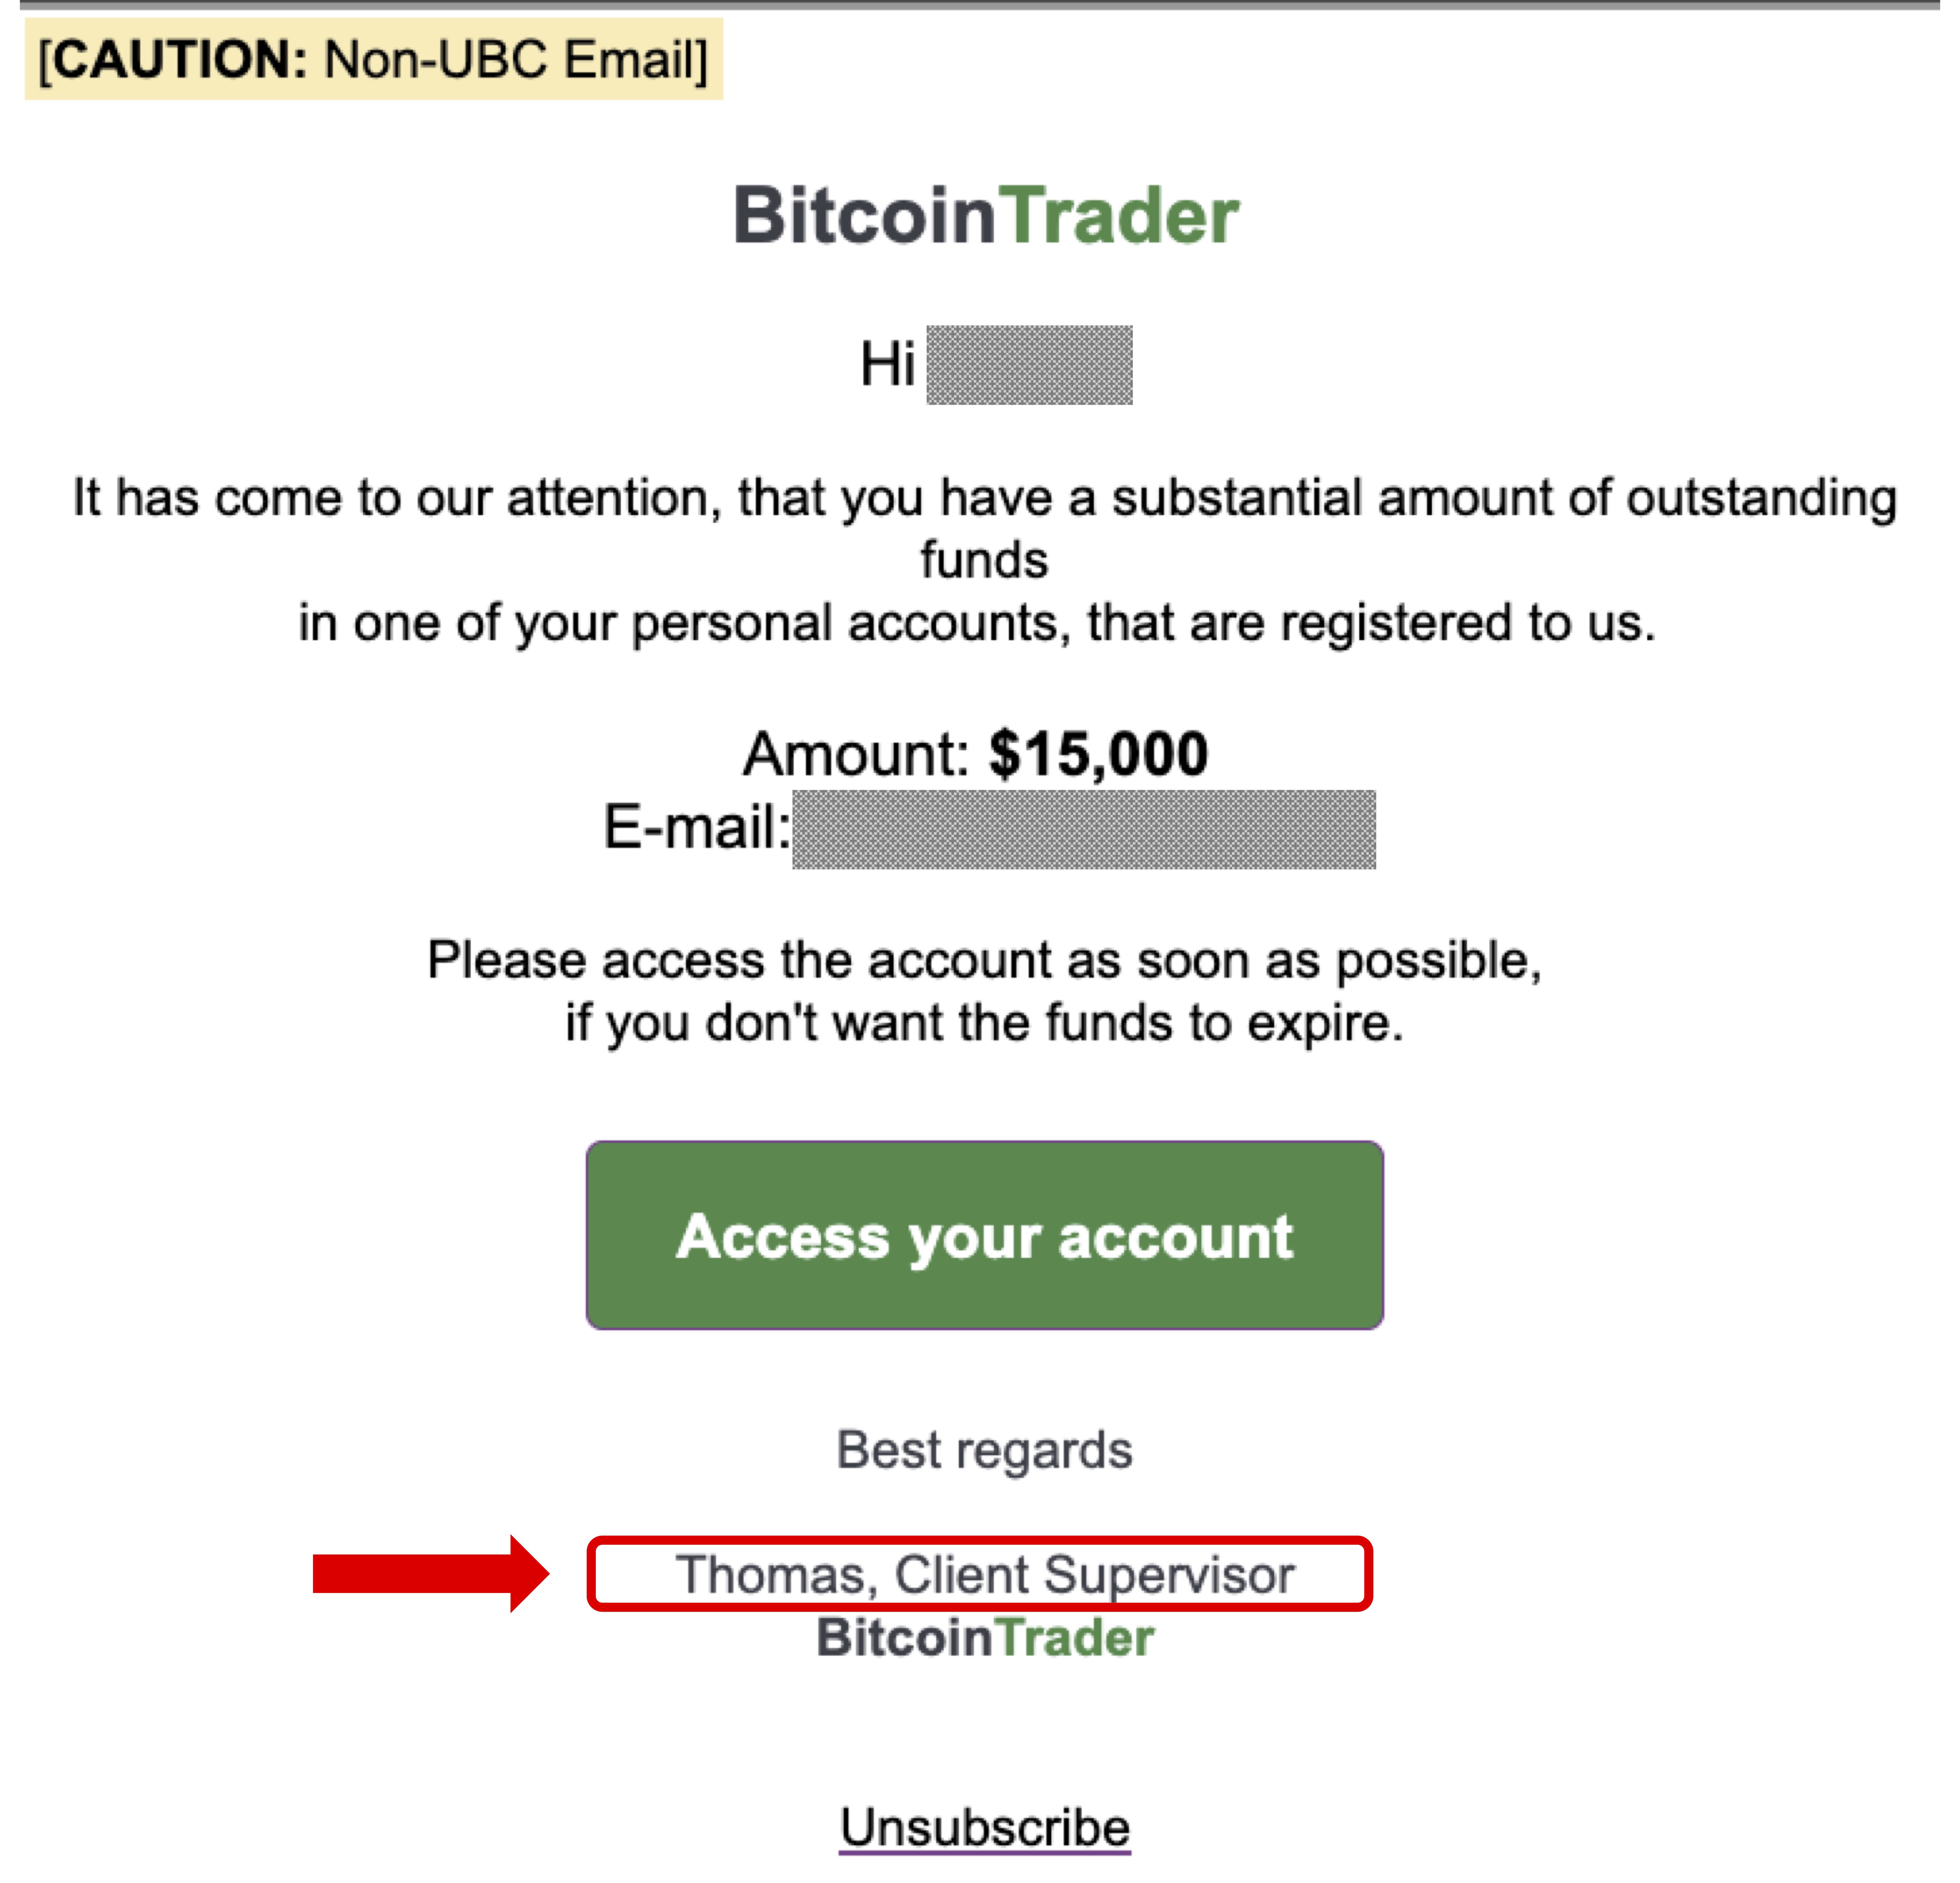 [CAUTION: Non-UBC Email]
BitcoinTrader
Hi
It has come to our attention, that you have a substantial amount of outstanding
funds
in one of your personal accounts, that are registered to us.
Amount: $15,000
E-mail:
Please access the account as soon as possible,
if you don't want the funds to expire.
Access your account
Best regards
Thomas, Client Supervisor
BitcoinTrader
Unsubscribe